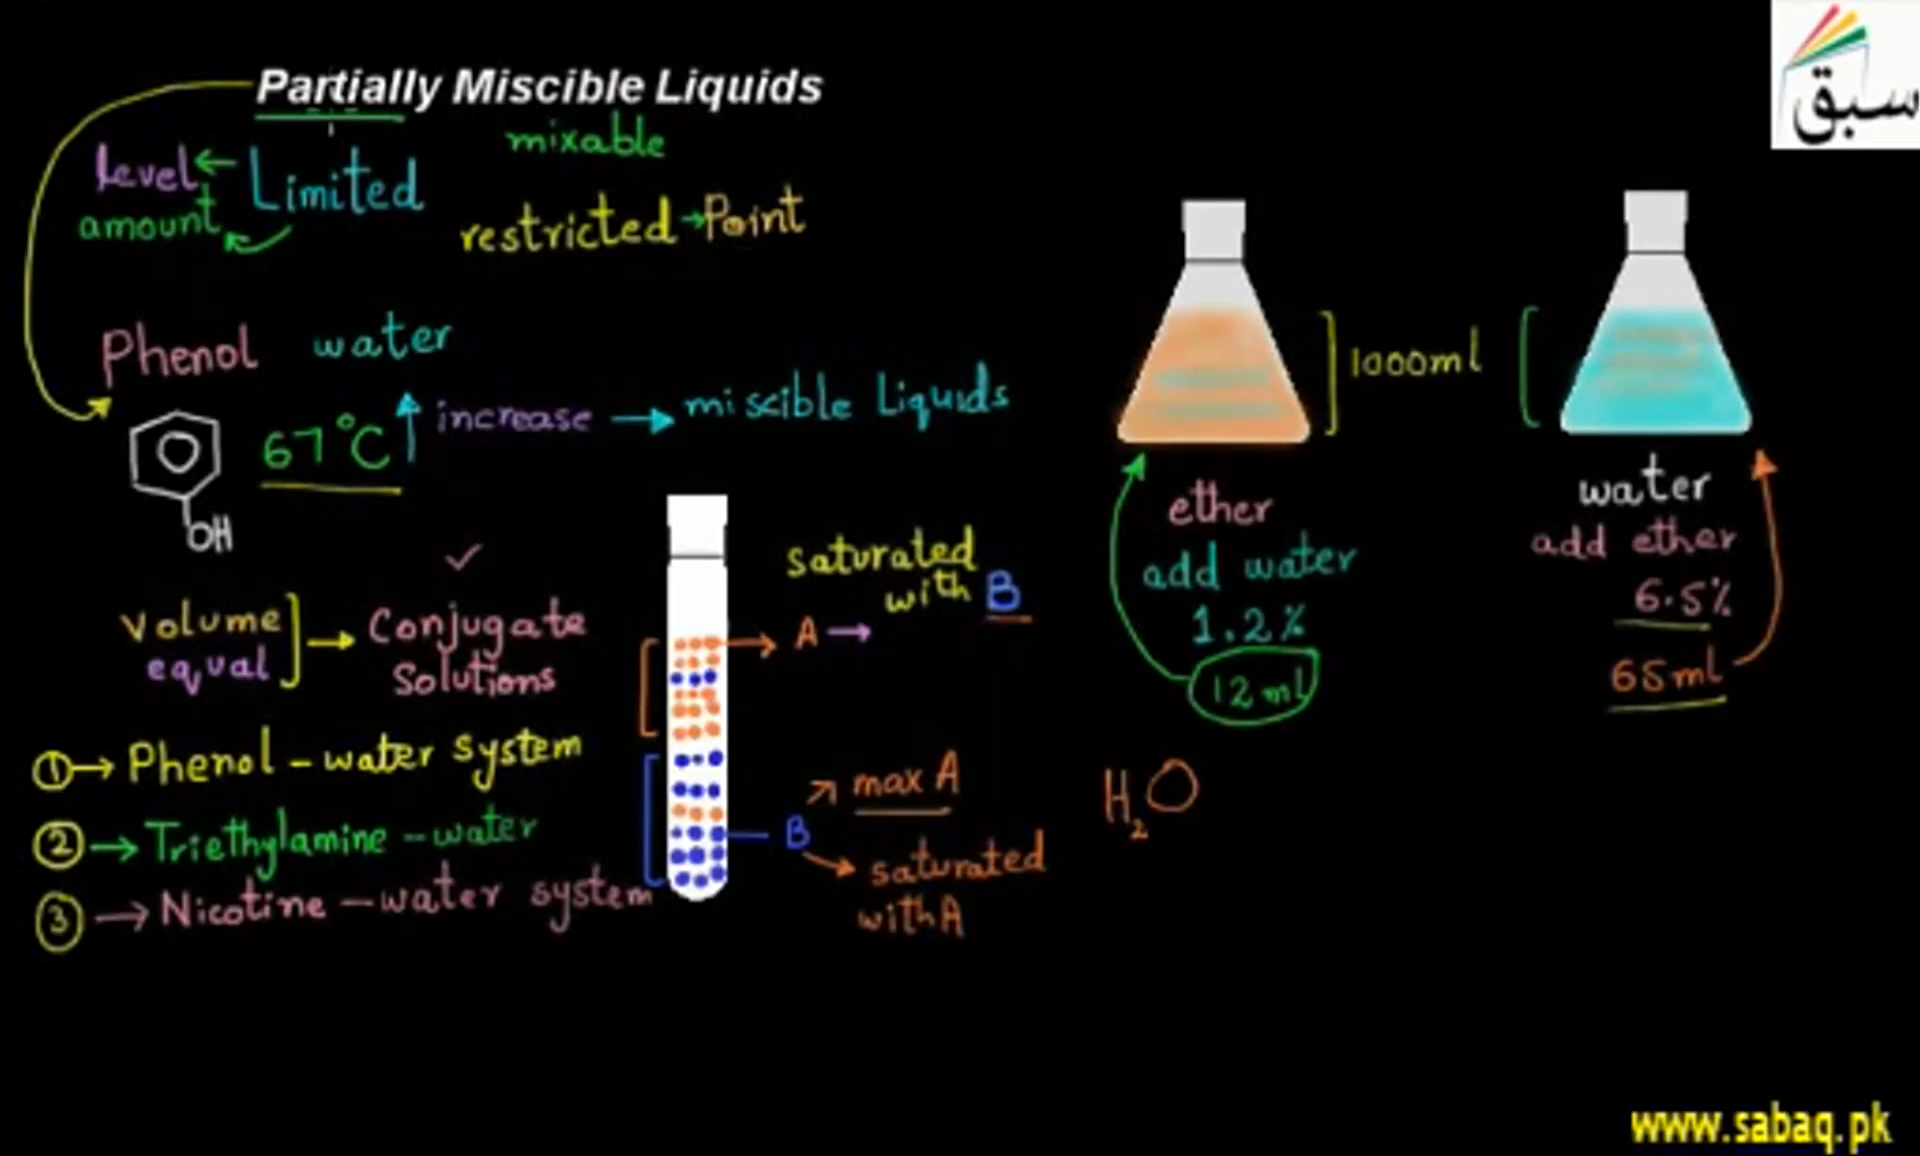 Partially Miscible Liquids
سبق
mixable
level ← Limited
amount
restricted → Point
Phenol water
67°C ↑ increase → miscible Liquids
OH
1000ml
ether
add water
1.2%
12ml
water
add ether
6.5%
65ml
Volume
equal
→ Conjugate
Solutions
✓
A → saturated
with B
① → Phenol - water system
② → Triethylamine - water
③ → Nicotine - water system
B
max A
saturated
with A
H₂O
www.sabaq.pk